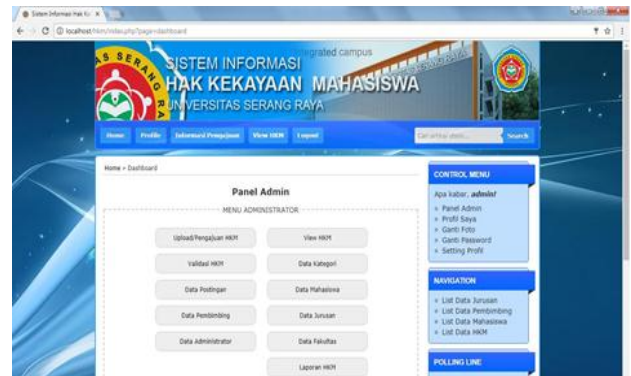 Sistem Informasi Hak K
localhost/hkm/index.php?page=dashboard
Integrated campus
SISTEM INFORMASI
HAK KEKAYAAN MAHASISWA
UNIVERSITAS SERANG RAYA
Home Profile Informasi Pengajuan View HKM Logout
Search
Home » Dashboard
Panel Admin
MENU ADMINISTRATOR
Upload/Pengajuan HKM View HKM
Validasi HKM Data Kategori
Data Postingan Data Mahasiswa
Data Pembimbing Data Jurusan
Data Administrator Data Fakultas
Laporan HKM
CONTROL MENU
Apa kabar, admin!
» Panel Admin
» Profil Saya
» Ganti Foto
» Ganti Password
» Setting Profil
NAVIGATION
» List Data Jurusan
» List Data Pembimbing
» List Data Mahasiswa
» List Data HKM
POLLING LINE